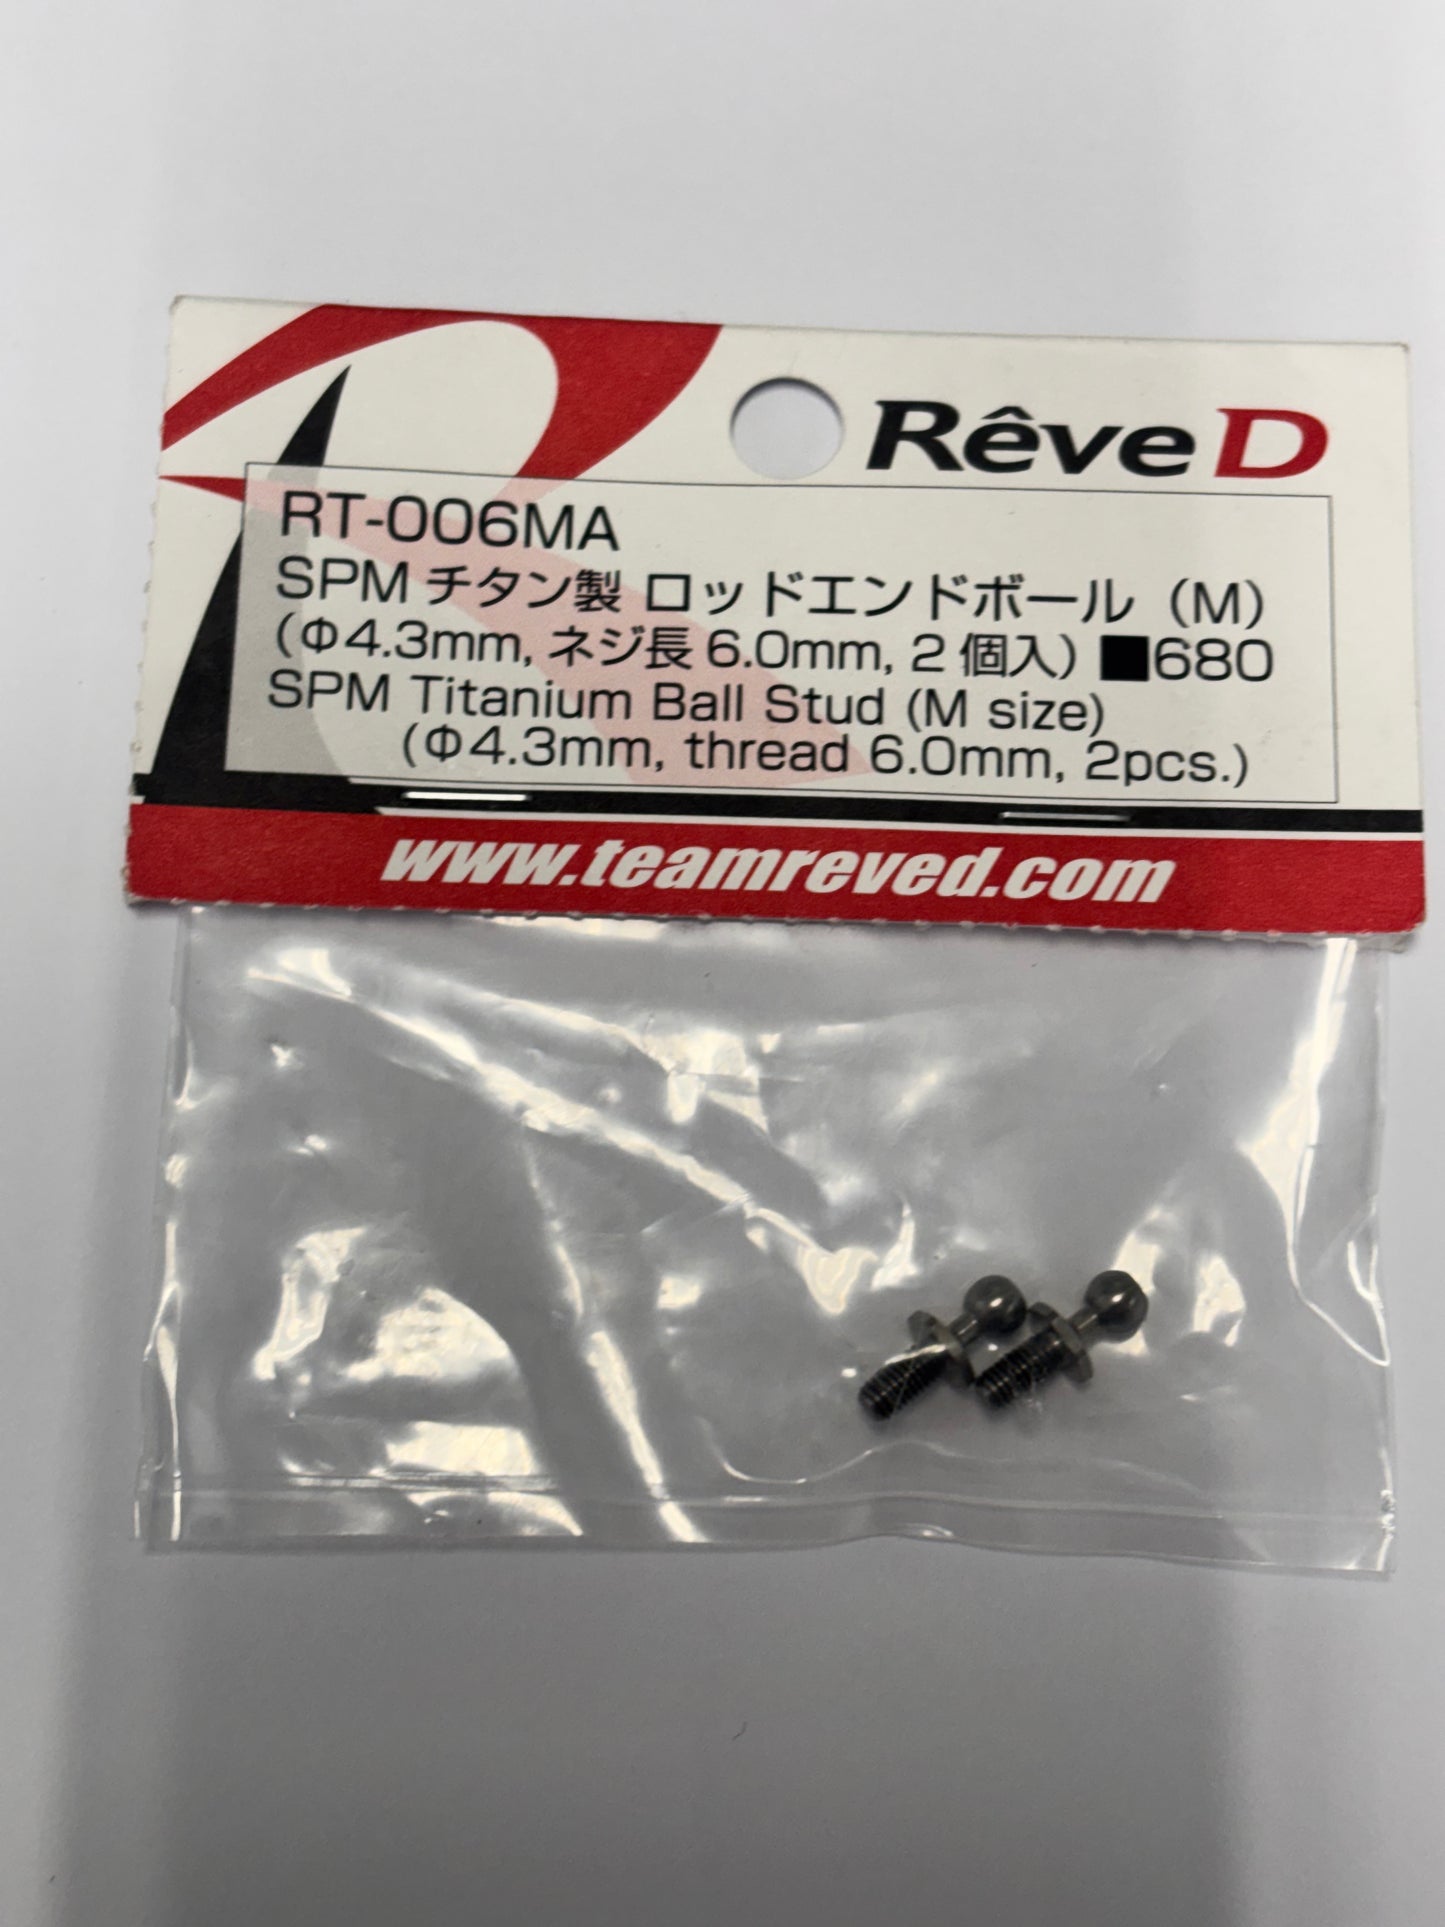 Rêve D
RT-006MA
SPM チタン製 ロッドエンドボール（M）
（Φ4.3mm, ネジ長 6.0mm, 2 個入）■680
SPM Titanium Ball Stud (M size)
(Φ4.3mm, thread 6.0mm, 2pcs.)
www.teamreved.com